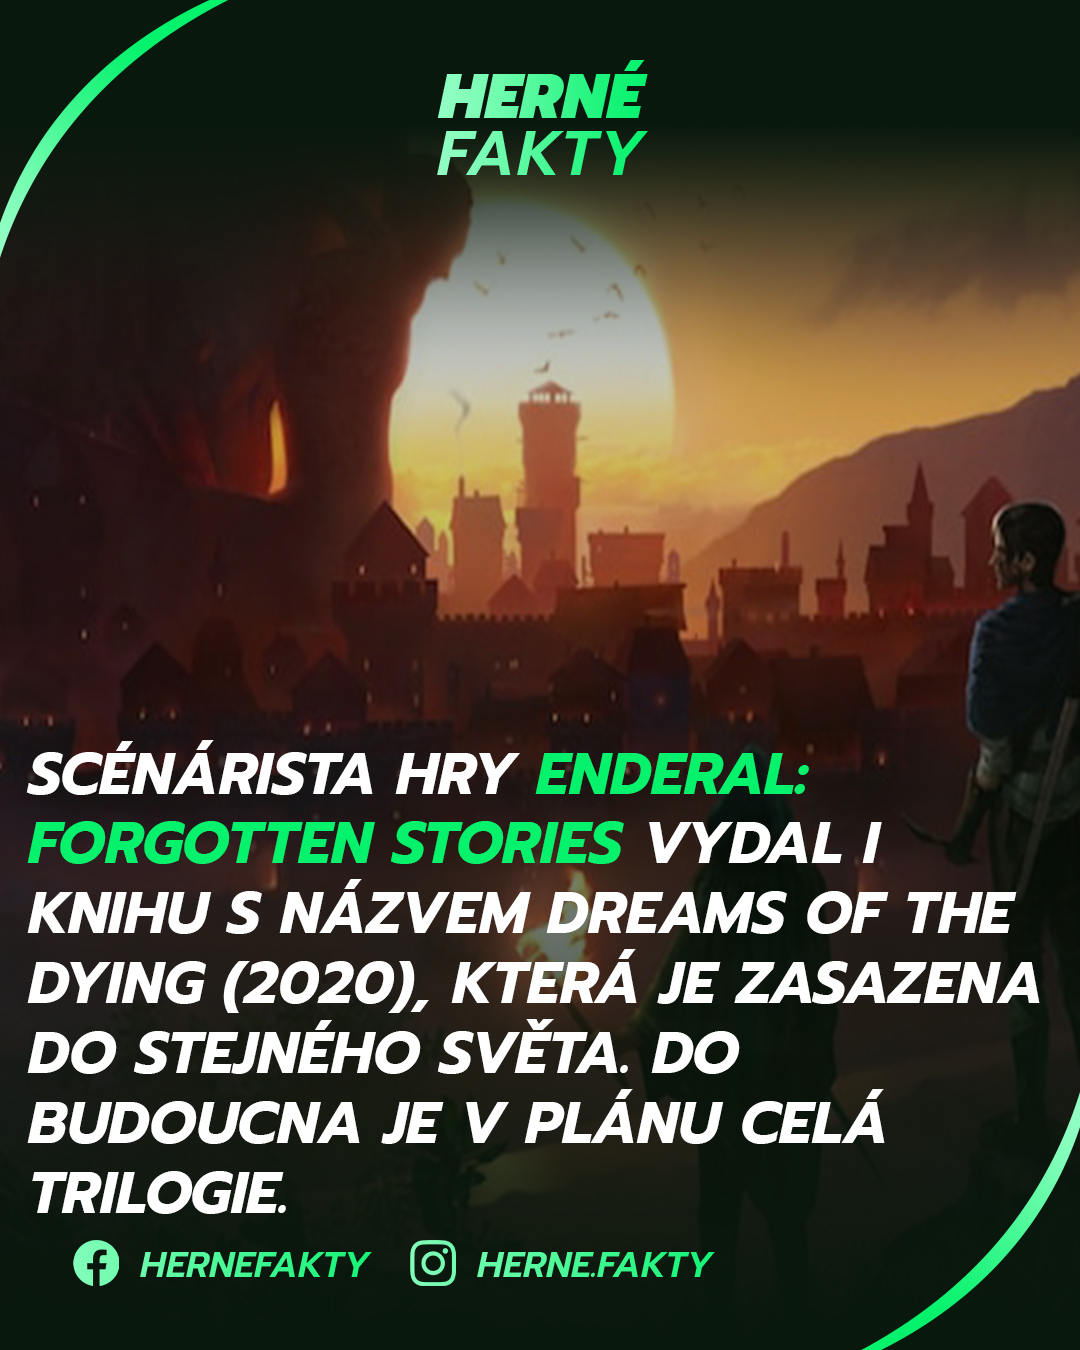 HERNÉ
FAKTY
SCÉNÁRISTA HRY ENDERAL:
FORGOTTEN STORIES VYDAL I
KNIHU S NÁZVEM DREAMS OF THE
DYING (2020), KTERÁ JE ZASAZENA
DO STEJNÉHO SVĚTA. DO
BUDOUCNA JE V PLÁNU CELÁ
TRILOGIE.
HERNEFAKTY HERNE.FAKTY